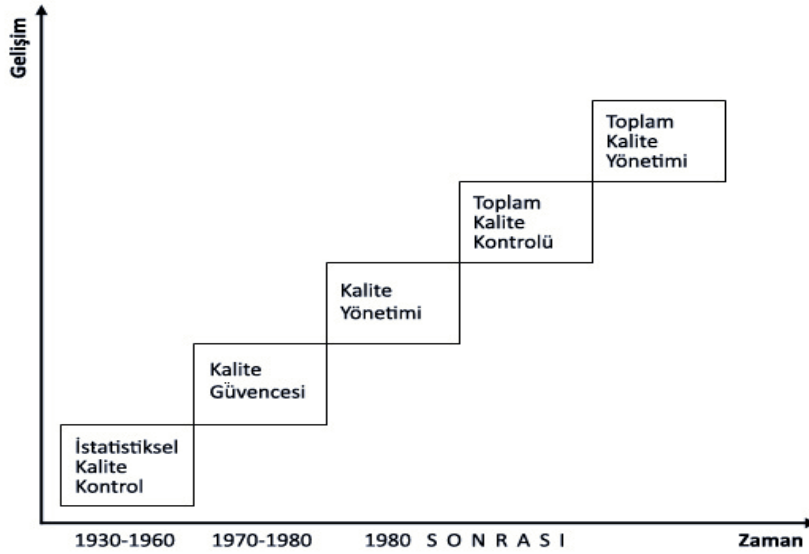 Gelişim
Toplam
Kalite
Yönetimi
Toplam
Kalite
Kontrolü
Kalite
Yönetimi
Kalite
Güvencesi
İstatistiksel
Kalite
Kontrol
1930-1960 1970-1980 1980 S O N R A S I Zaman